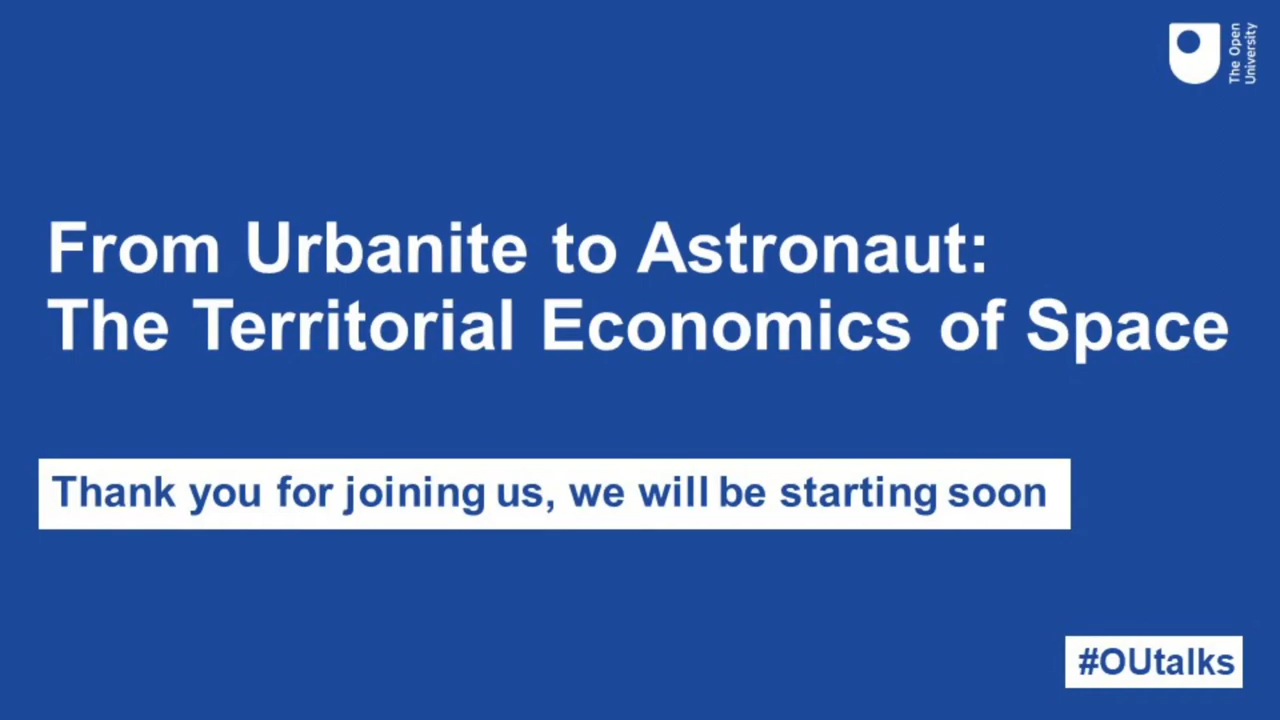 The Open
University
From Urbanite to Astronaut:
The Territorial Economics of Space
Thank you for joining us, we will be starting soon
#OUtalks